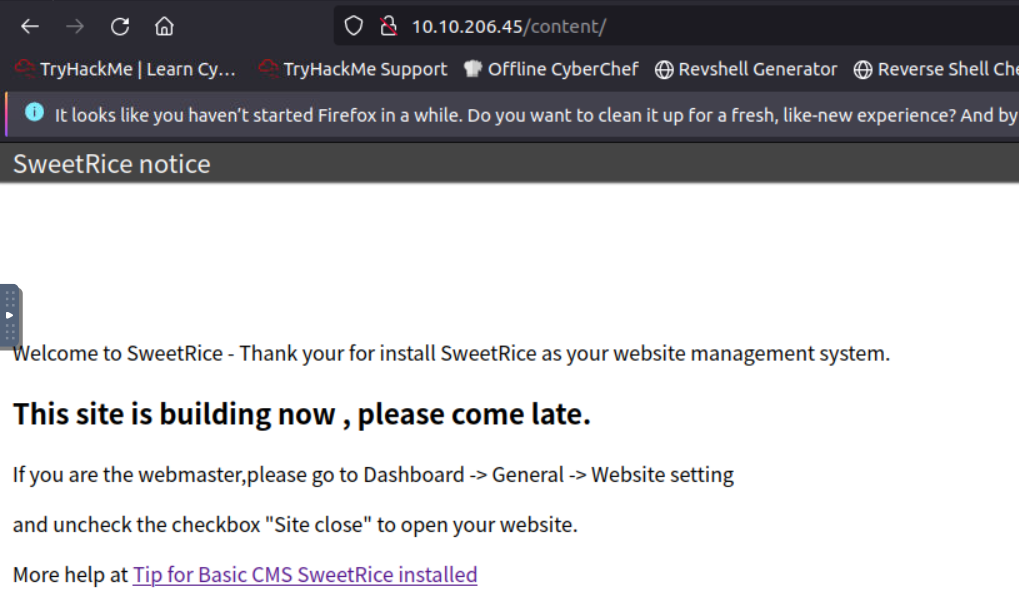 10.10.206.45/content/
TryHackMe | Learn Cy... TryHackMe Support Offline CyberChef Revshell Generator Reverse Shell Che
It looks like you haven't started Firefox in a while. Do you want to clean it up for a fresh, like-new experience? And by
SweetRice notice
Welcome to SweetRice - Thank your for install SweetRice as your website management system.
This site is building now , please come late.
If you are the webmaster,please go to Dashboard -> General -> Website setting
and uncheck the checkbox "Site close" to open your website.
More help at Tip for Basic CMS SweetRice installed